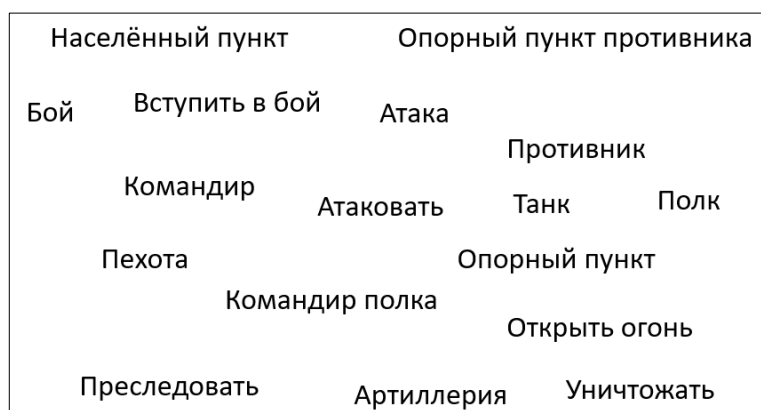 Населённый пункт Опорный пункт противника
Бой Вступить в бой Атака
Противник
Командир Атаковать Танк Полк
Пехота Опорный пункт
Командир полка
Открыть огонь
Преследовать Артиллерия Уничтожать